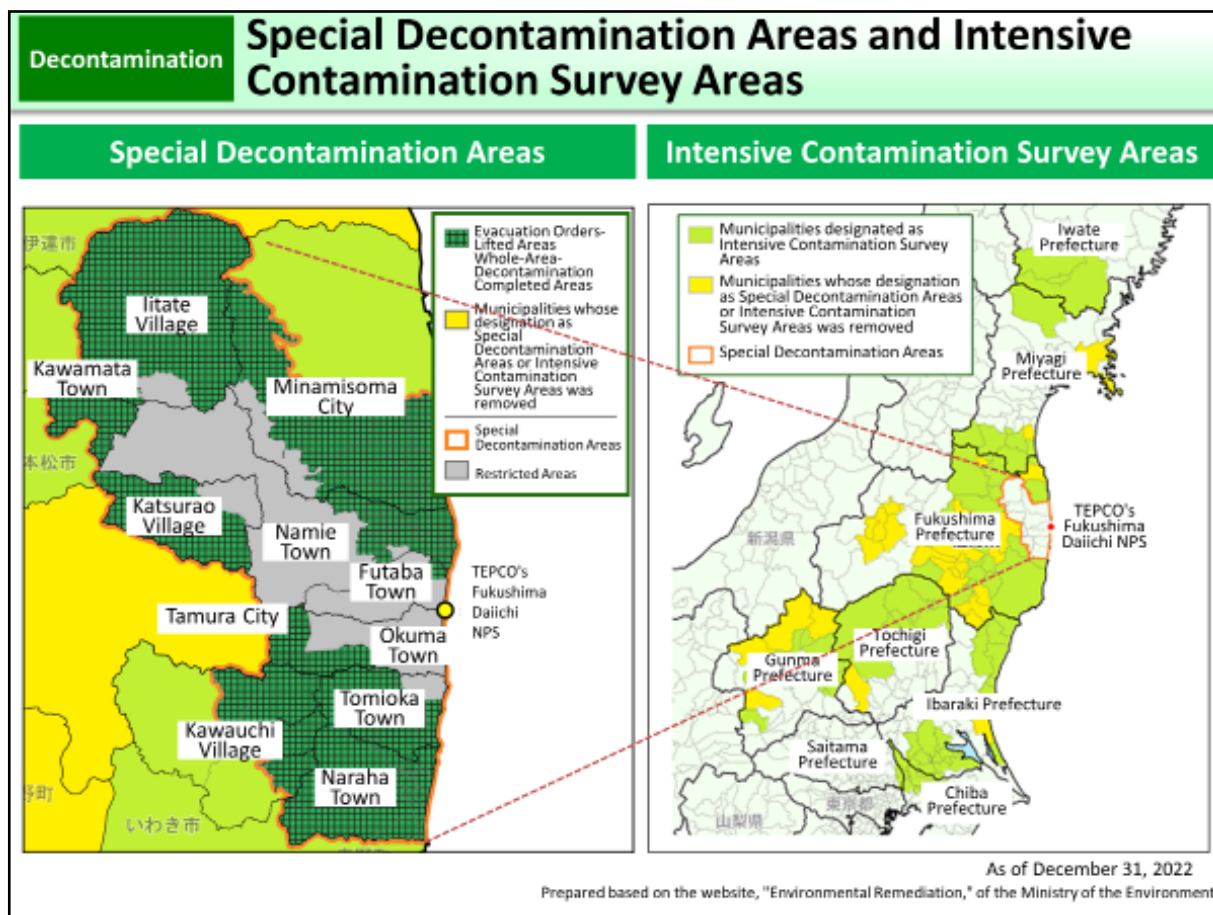 Decontamination
Special Decontamination Areas and Intensive
Contamination Survey Areas
Special Decontamination Areas
伊達市
Iitate
Village
Kawamata
Town
Minamisoma
City
本松市
Katsurao
Village
Namie
Town
Futaba
Town
Tamura City
Okuma
Town
Tomioka
Town
Kawauchi
Village
Naraha
Town
野町
いわき市
TEPCO's
Fukushima
Daiichi
NPS
Evacuation Orders-
Lifted Areas
Whole-Area-
Decontamination
Completed Areas
Municipalities whose
designation as
Special
Decontamination
Areas or Intensive
Contamination
Survey Areas was
removed
Special
Decontamination Areas
Restricted Areas
Intensive Contamination Survey Areas
Municipalities designated as
Intensive Contamination Survey
Areas
Municipalities whose designation
as Special Decontamination Areas
or Intensive Contamination
Survey Areas was removed
Special Decontamination Areas
Iwate
Prefecture
Miyagi
Prefecture
新潟県
Fukushima
Prefecture
TEPCO's
Fukushima
Daiichi NPS
Tochigi
Prefecture
Gunma
Prefecture
Ibaraki Prefecture
Saitama
Prefecture
Chiba
Prefecture
東京都
山梨県
As of December 31, 2022
Prepared based on the website, "Environmental Remediation," of the Ministry of the Environment